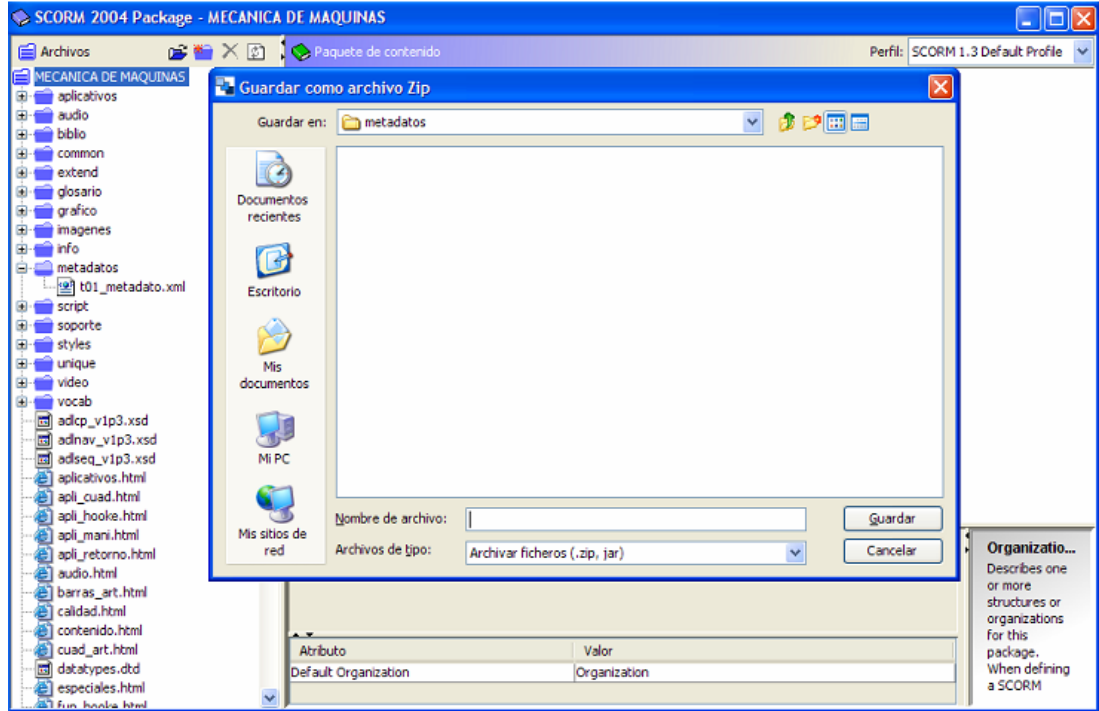 SCORM 2004 Package - MECANICA DE MAQUINAS
Archivos
Paquete de contenido
Perfil: SCORM 1.3 Default Profile
MECANICA DE MAQUINAS
aplicativos
audio
biblo
common
extend
glosario
grafico
imagenes
info
metadatos
t01_metadato.xml
script
soporte
styles
unique
video
vocab
adlcp_v1p3.xsd
adlnav_v1p3.xsd
adlseq_v1p3.xsd
aplicativos.html
apli_cuad.html
apli_hooke.html
apli_mani.html
apli_retorno.html
audio.html
barras_art.html
calidad.html
contenido.html
cuad_art.html
datatypes.dtd
especiales.html
fun_hooke.html
Guardar como archivo Zip
Guardar en: metadatos
Documentos
recientes
Escritorio
Mis
documentos
Mi PC
Mis sitios de
red
Nombre de archivo:
Guardar
Archivos de tipo: Archivar ficheros (.zip, jar)
Cancelar
Atributo Valor
Default Organization Organization
Organizatio...
Describes one
or more
structures or
organizations
for this
package.
When defining
a SCORM